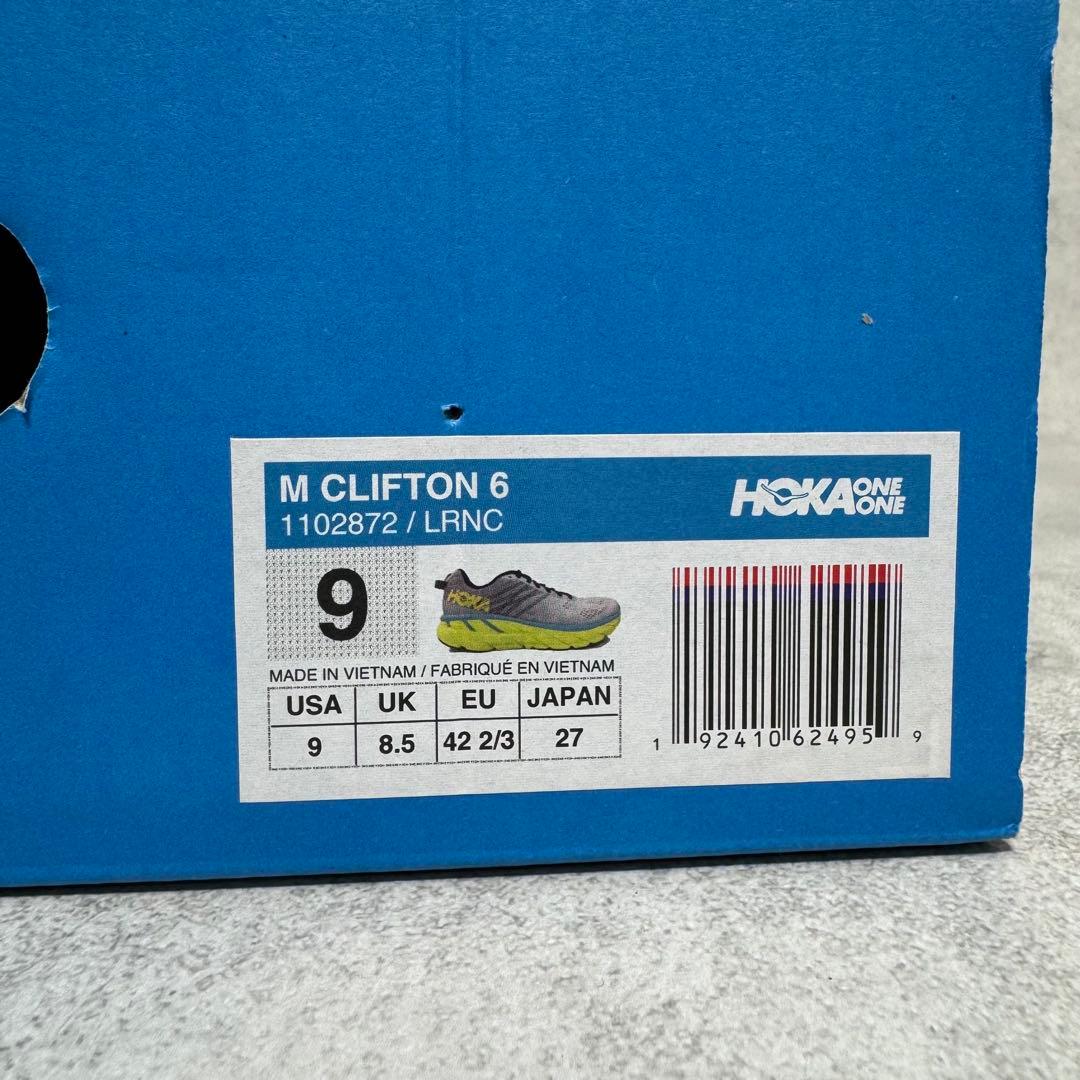 M CLIFTON 6
1102872 / LRNC
HOKA ONE ONE
9
HOKA
MADE IN VIETNAM / FABRIQUÉ EN VIETNAM
USA UK EU JAPAN
9 8.5 42 2/3 27
1 92410 62495 9